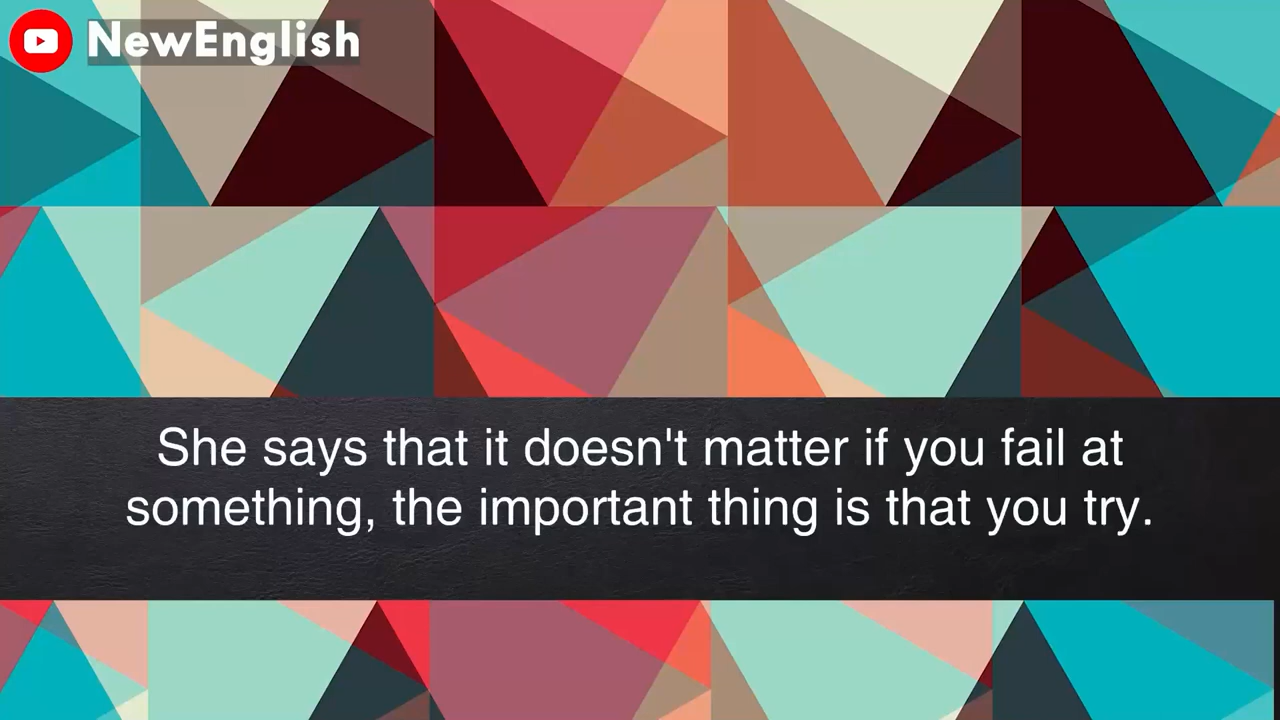 NewEnglish
She says that it doesn't matter if you fail at
something, the important thing is that you try.